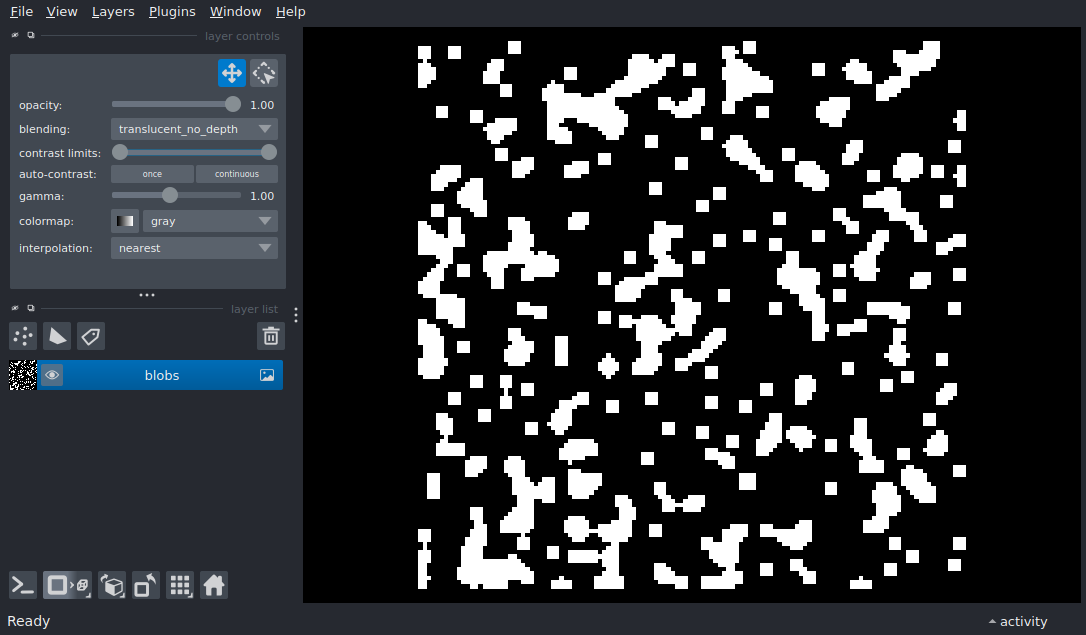 File View Layers Plugins Window Help
layer controls
opacity: 1.00
blending: translucent_no_depth
contrast limits:
auto-contrast: once continuous
gamma: 1.00
colormap: gray
interpolation: nearest
layer list
blobs
Ready activity